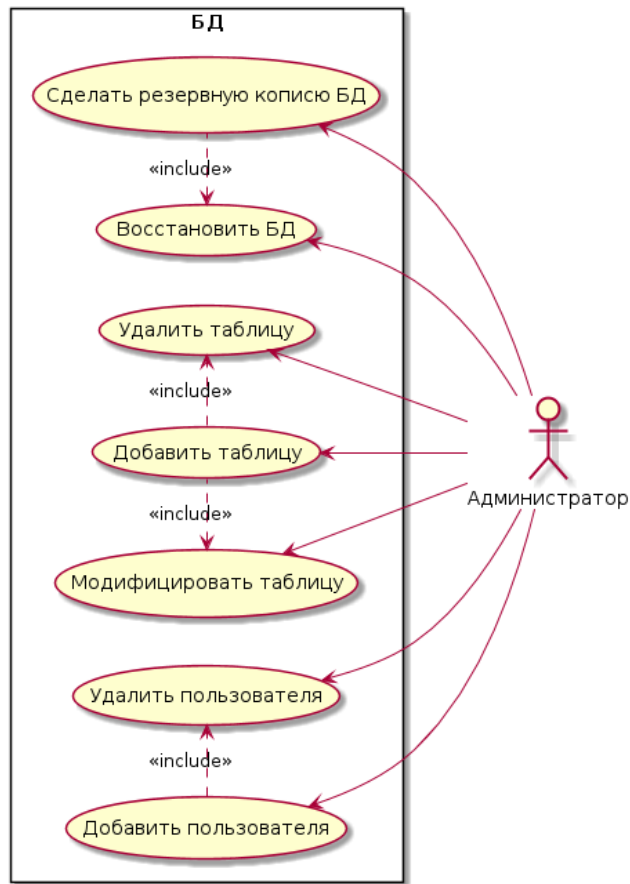 БД
Сделать резервную кописю БД
«include»
Восстановить БД
Удалить таблицу
«include»
Добавить таблицу
«include»
Модифицировать таблицу
Администратор
Удалить пользователя
«include»
Добавить пользователя